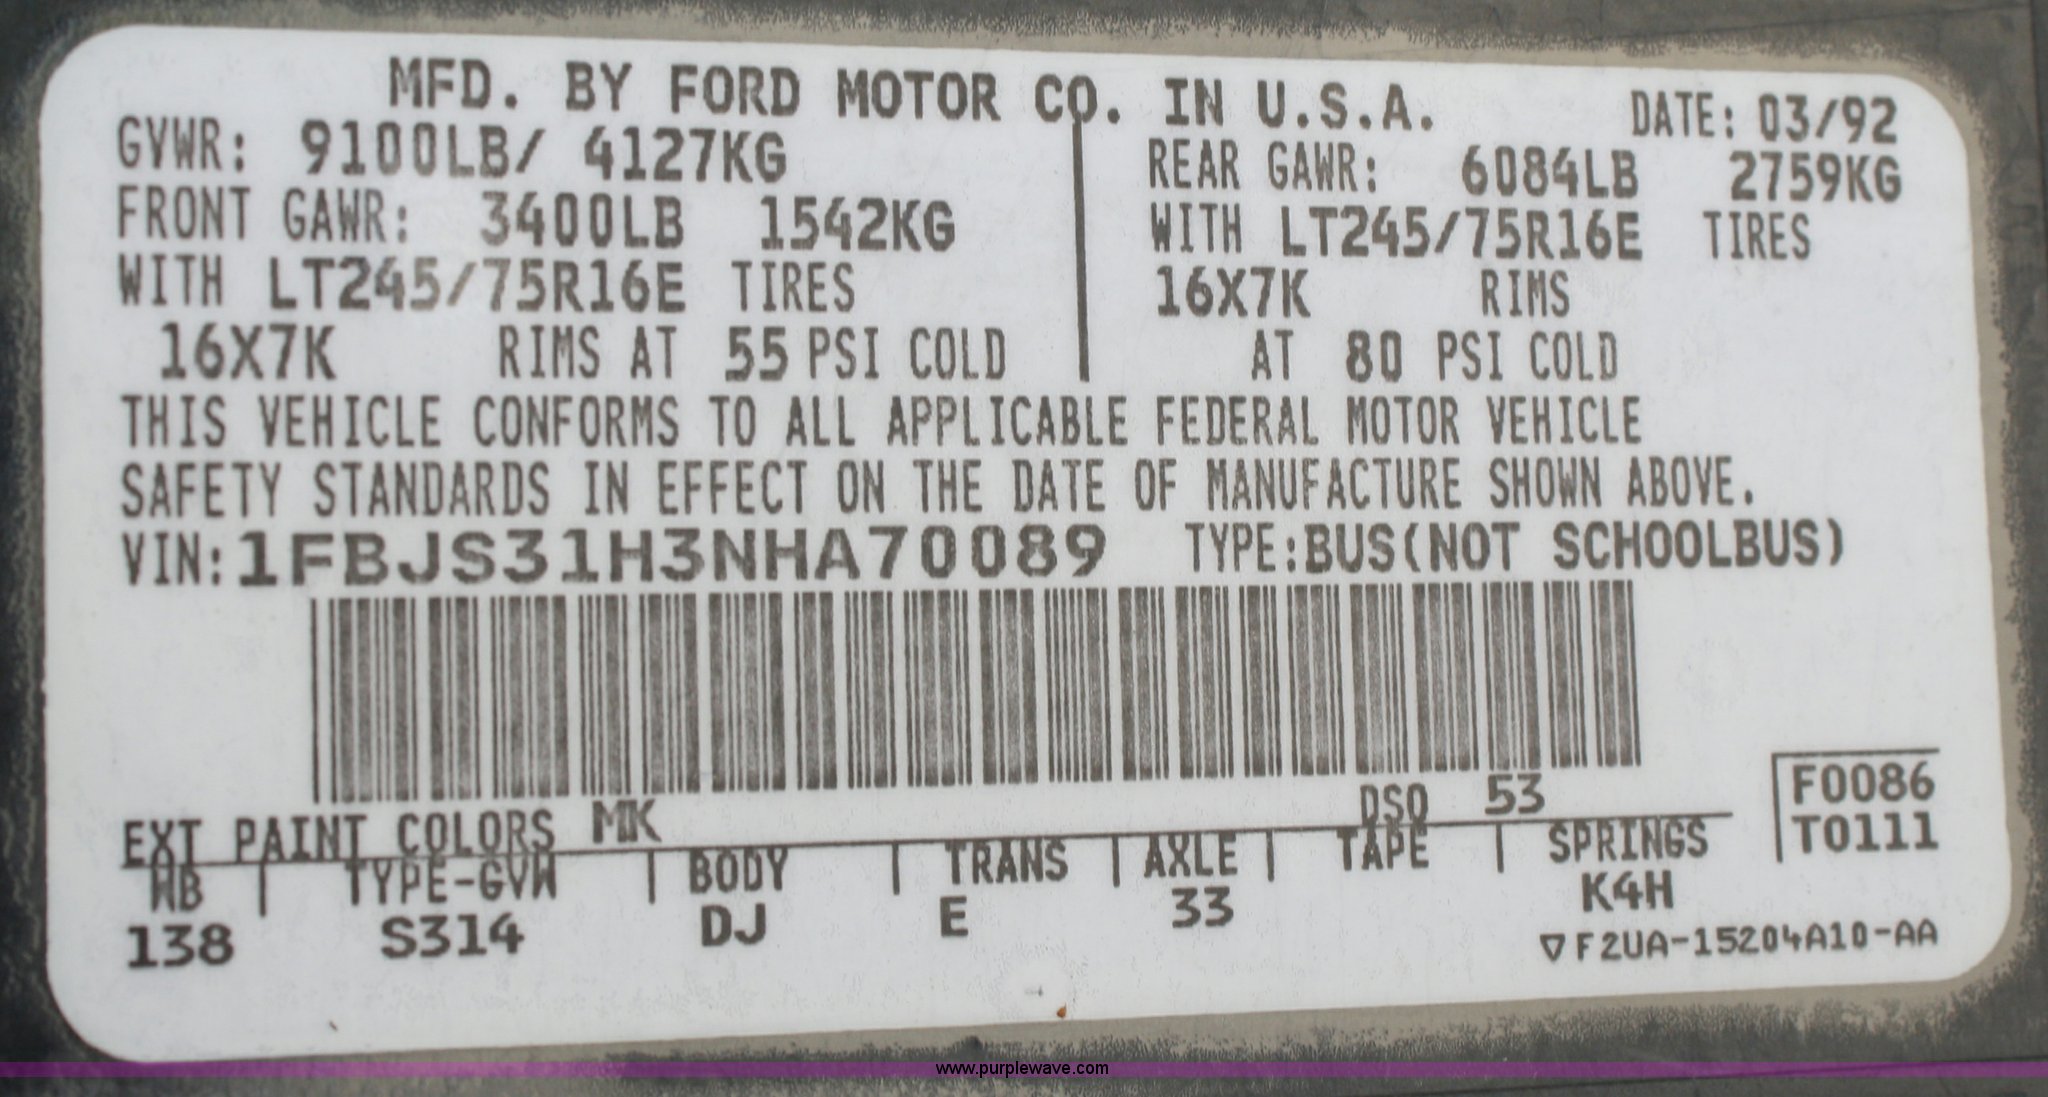 MFD. BY FORD MOTOR CO. IN U.S.A.
DATE: 03/92
GVWR: 9100LB/ 4127KG
FRONT GAWR: 3400LB 1542KG
WITH LT245/75R16E TIRES
16X7K RIMS AT 55 PSI COLD
REAR GAWR: 6084LB 2759KG
WITH LT245/75R16E TIRES
16X7K RIMS
AT 80 PSI COLD
THIS VEHICLE CONFORMS TO ALL APPLICABLE FEDERAL MOTOR VEHICLE
SAFETY STANDARDS IN EFFECT ON THE DATE OF MANUFACTURE SHOWN ABOVE.
VIN:1FBJS31H3NHA70089 TYPE:BUS(NOT SCHOOLBUS)
EXT PAINT COLORS MK DSO 53
WB | TYPE-GVW | BODY | TRANS | AXLE | TAPE | SPRINGS
138 S314 DJ E 33 K4H
F0086
T0111
▽F2UA-15204A10-AA
www.purplewave.com